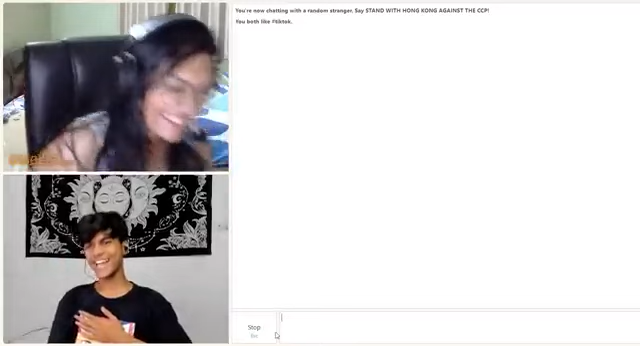 You're now chatting with a random stranger. Say STAND WITH HONG KONG AGAINST THE CCP!
You both like #tiktok.
Stop
Esc